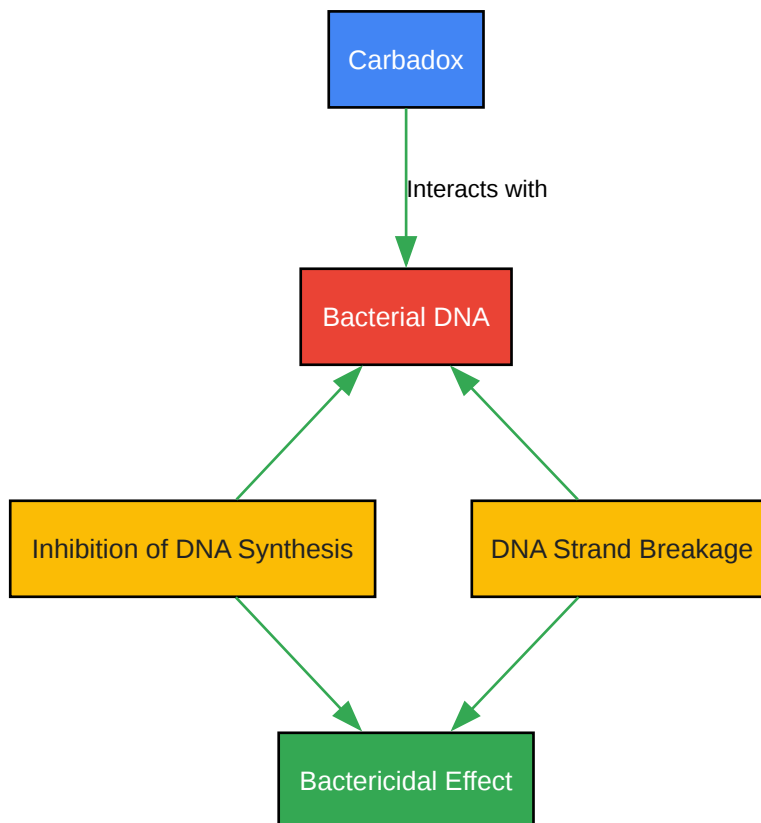 Carbadox
Interacts with
Bacterial DNA
Inhibition of DNA Synthesis
DNA Strand Breakage
Bactericidal Effect